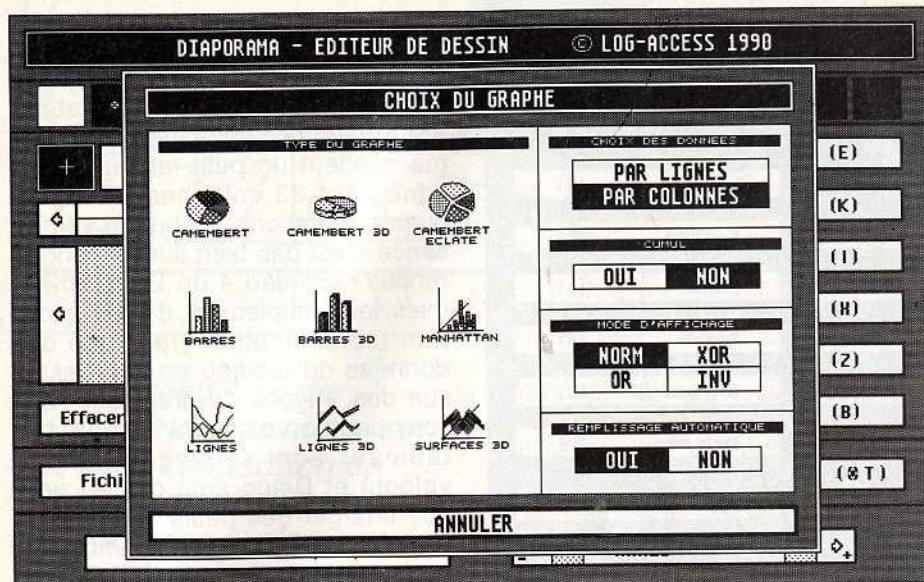 DIAPORAMA - EDITEUR DE DESSIN © LOG-ACCESS 1990
CHOIX DU GRAPHE
TYPE DU GRAPHE
CAMEMBERT
CAMEMBERT 3D
CAMEMBERT
ECLATE
BARRES
BARRES 3D
MANHATTAN
LIGNES
LIGNES 3D
SURFACES 3D
CHOIX DES DONNEES
PAR LIGNES
PAR COLONNES
CUMUL
OUI NON
MODE D'AFFICHAGE
NORM XOR
OR INV
REMPLISSAGE AUTOMATIQUE
OUI NON
ANNULER
(E)
(K)
(I)
(H)
(Z)
(B)
(⌘T)
Effacer
Fichi